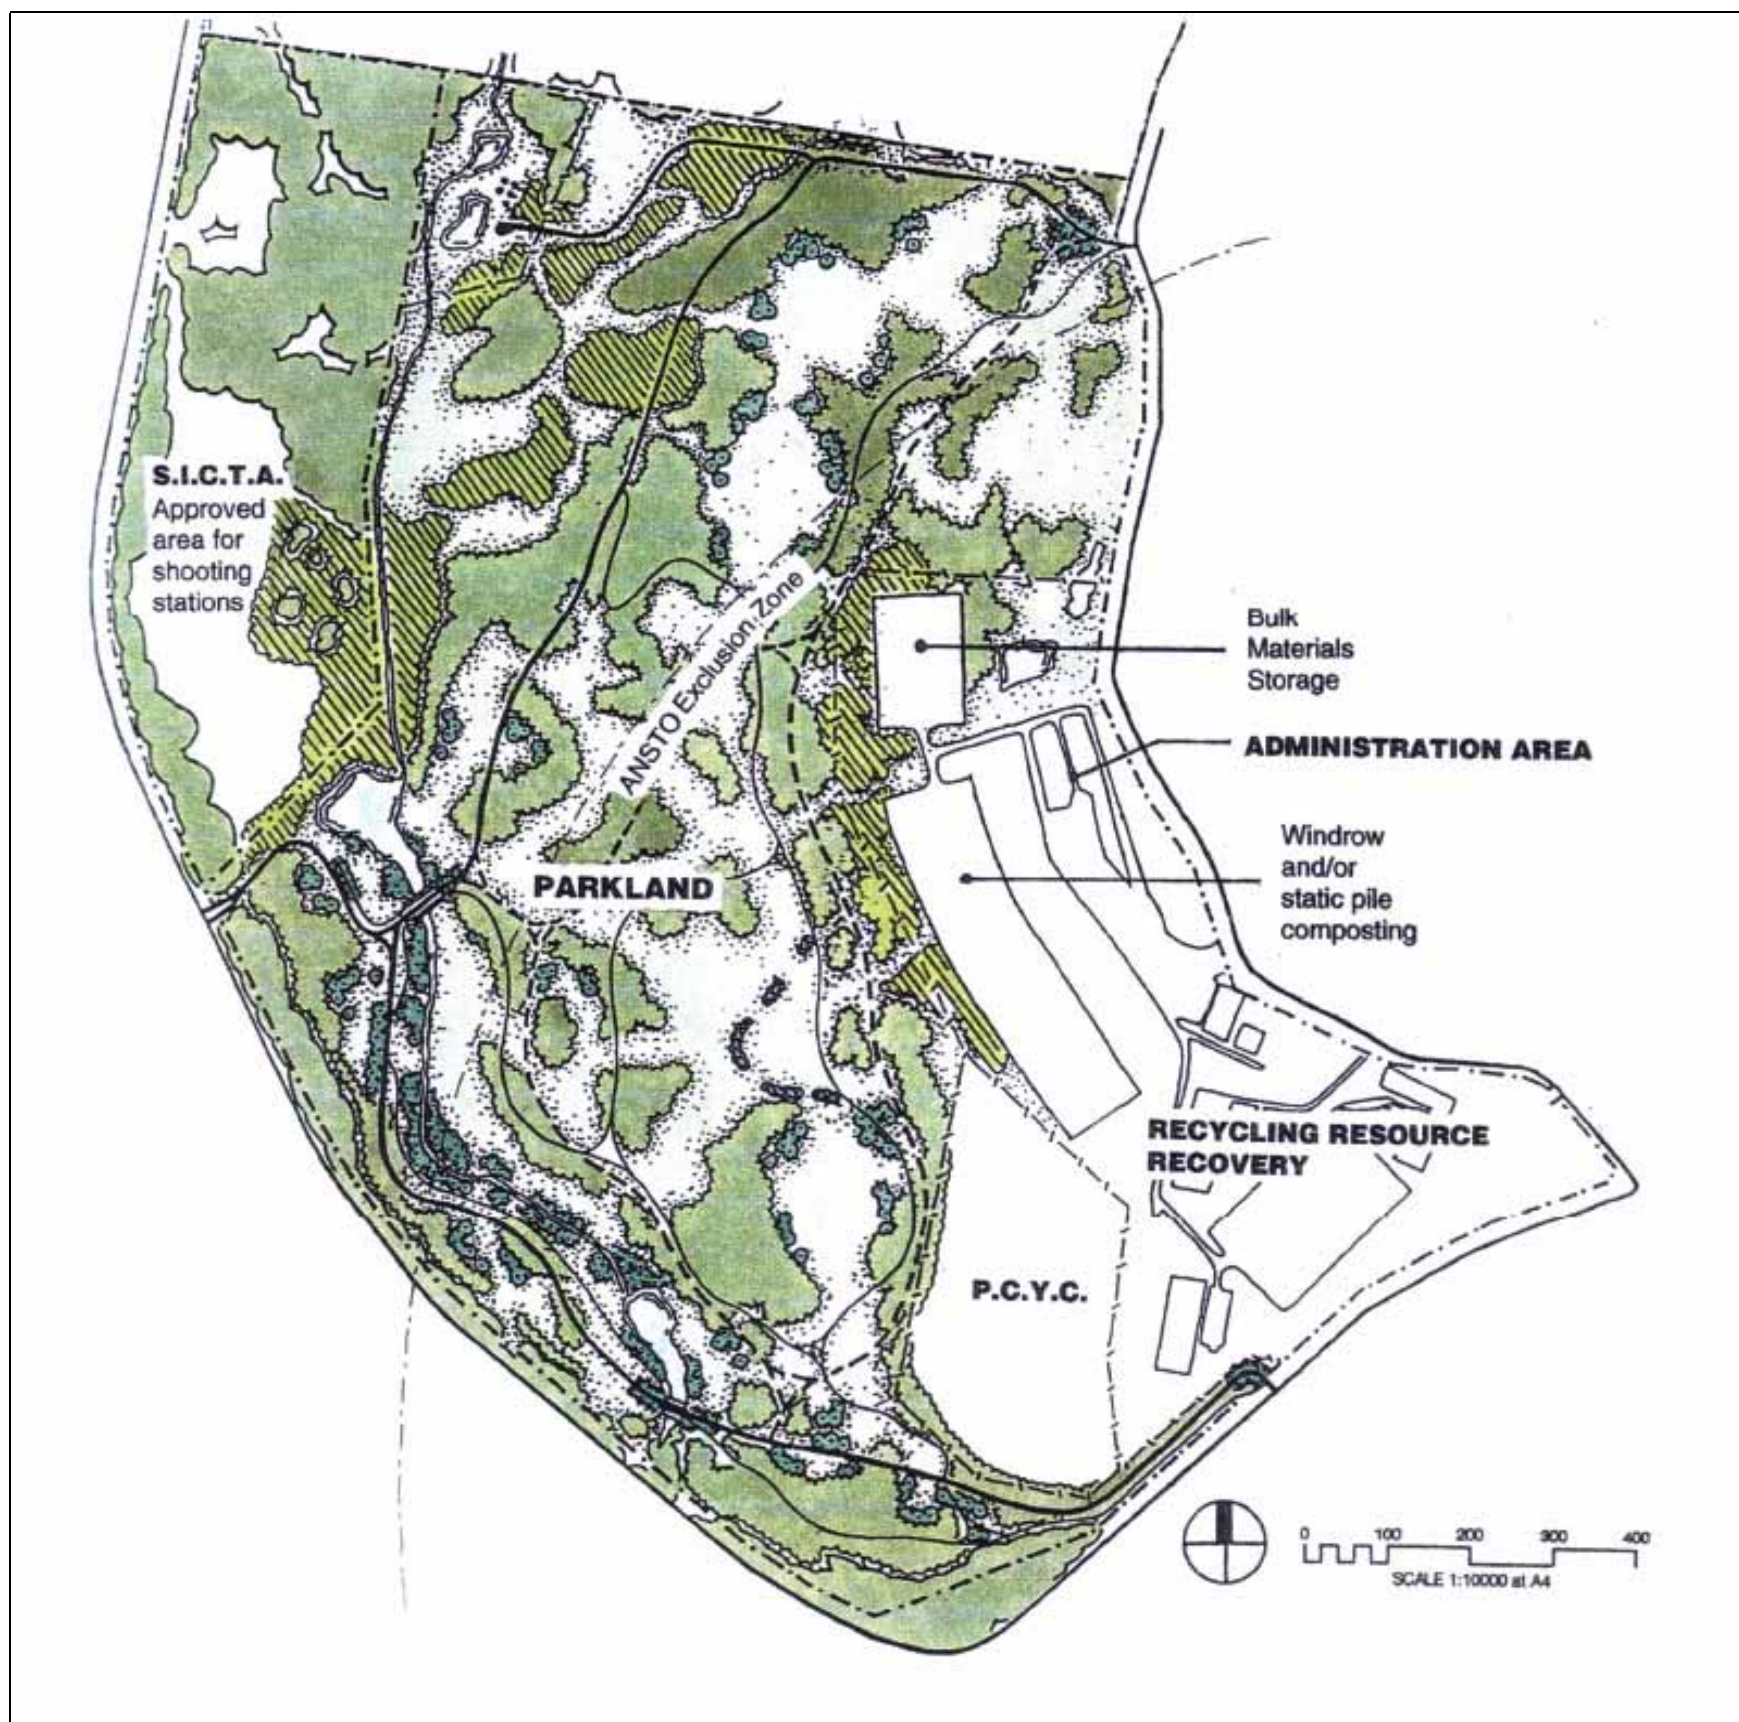 S.I.C.T.A.
Approved
area for
shooting
stations
ANSTO Exclusion Zone
Bulk
Materials
Storage
ADMINISTRATION AREA
Windrow
and/or
static pile
composting
PARKLAND
RECYCLING RESOURCE
RECOVERY
P.C.Y.C.
0 100 200 300 400
SCALE 1:10000 at A4